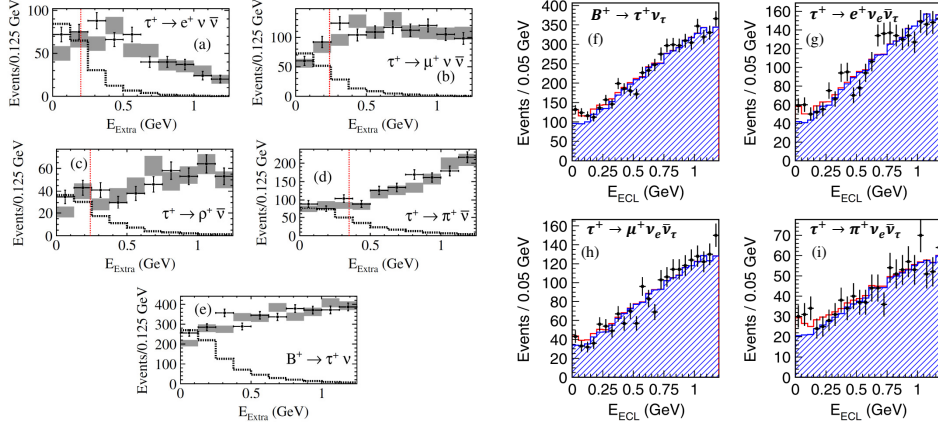 τ⁺ → e⁺ ν ν̄
(a)
Events/0.125 GeV
100
50
0
0 0.5 1
E_Extra (GeV)
τ⁺ → μ⁺ ν ν̄
(b)
Events/0.125 GeV
150
100
50
0
0 0.5 1
E_Extra (GeV)
(c)
τ⁺ → ρ⁺ ν̄
Events/0.125 GeV
60
40
20
0
0 0.5 1
E_Extra (GeV)
(d)
τ⁺ → π⁺ ν̄
Events/0.125 GeV
200
150
100
50
0
0 0.5 1
E_Extra (GeV)
(e)
B⁺ → τ⁺ ν
Events/0.125 GeV
400
300
200
100
0
0 0.5 1
E_Extra (GeV)
B⁺ → τ⁺ ν_τ
(f)
Events / 0.05 GeV
400
350
300
250
200
150
100
50
0
0 0.25 0.5 0.75 1
E_ECL (GeV)
τ⁺ → e⁺ ν_e ν̄_τ
(g)
Events / 0.05 GeV
160
140
120
100
80
60
40
20
0
0 0.25 0.5 0.75 1
E_ECL (GeV)
τ⁺ → μ⁺ ν_e ν̄_τ
(h)
Events / 0.05 GeV
160
140
120
100
80
60
40
20
0
0 0.25 0.5 0.75 1
E_ECL (GeV)
τ⁺ → π⁺ ν_e ν̄_τ
(i)
Events / 0.05 GeV
70
60
50
40
30
20
10
0
0 0.25 0.5 0.75 1
E_ECL (GeV)